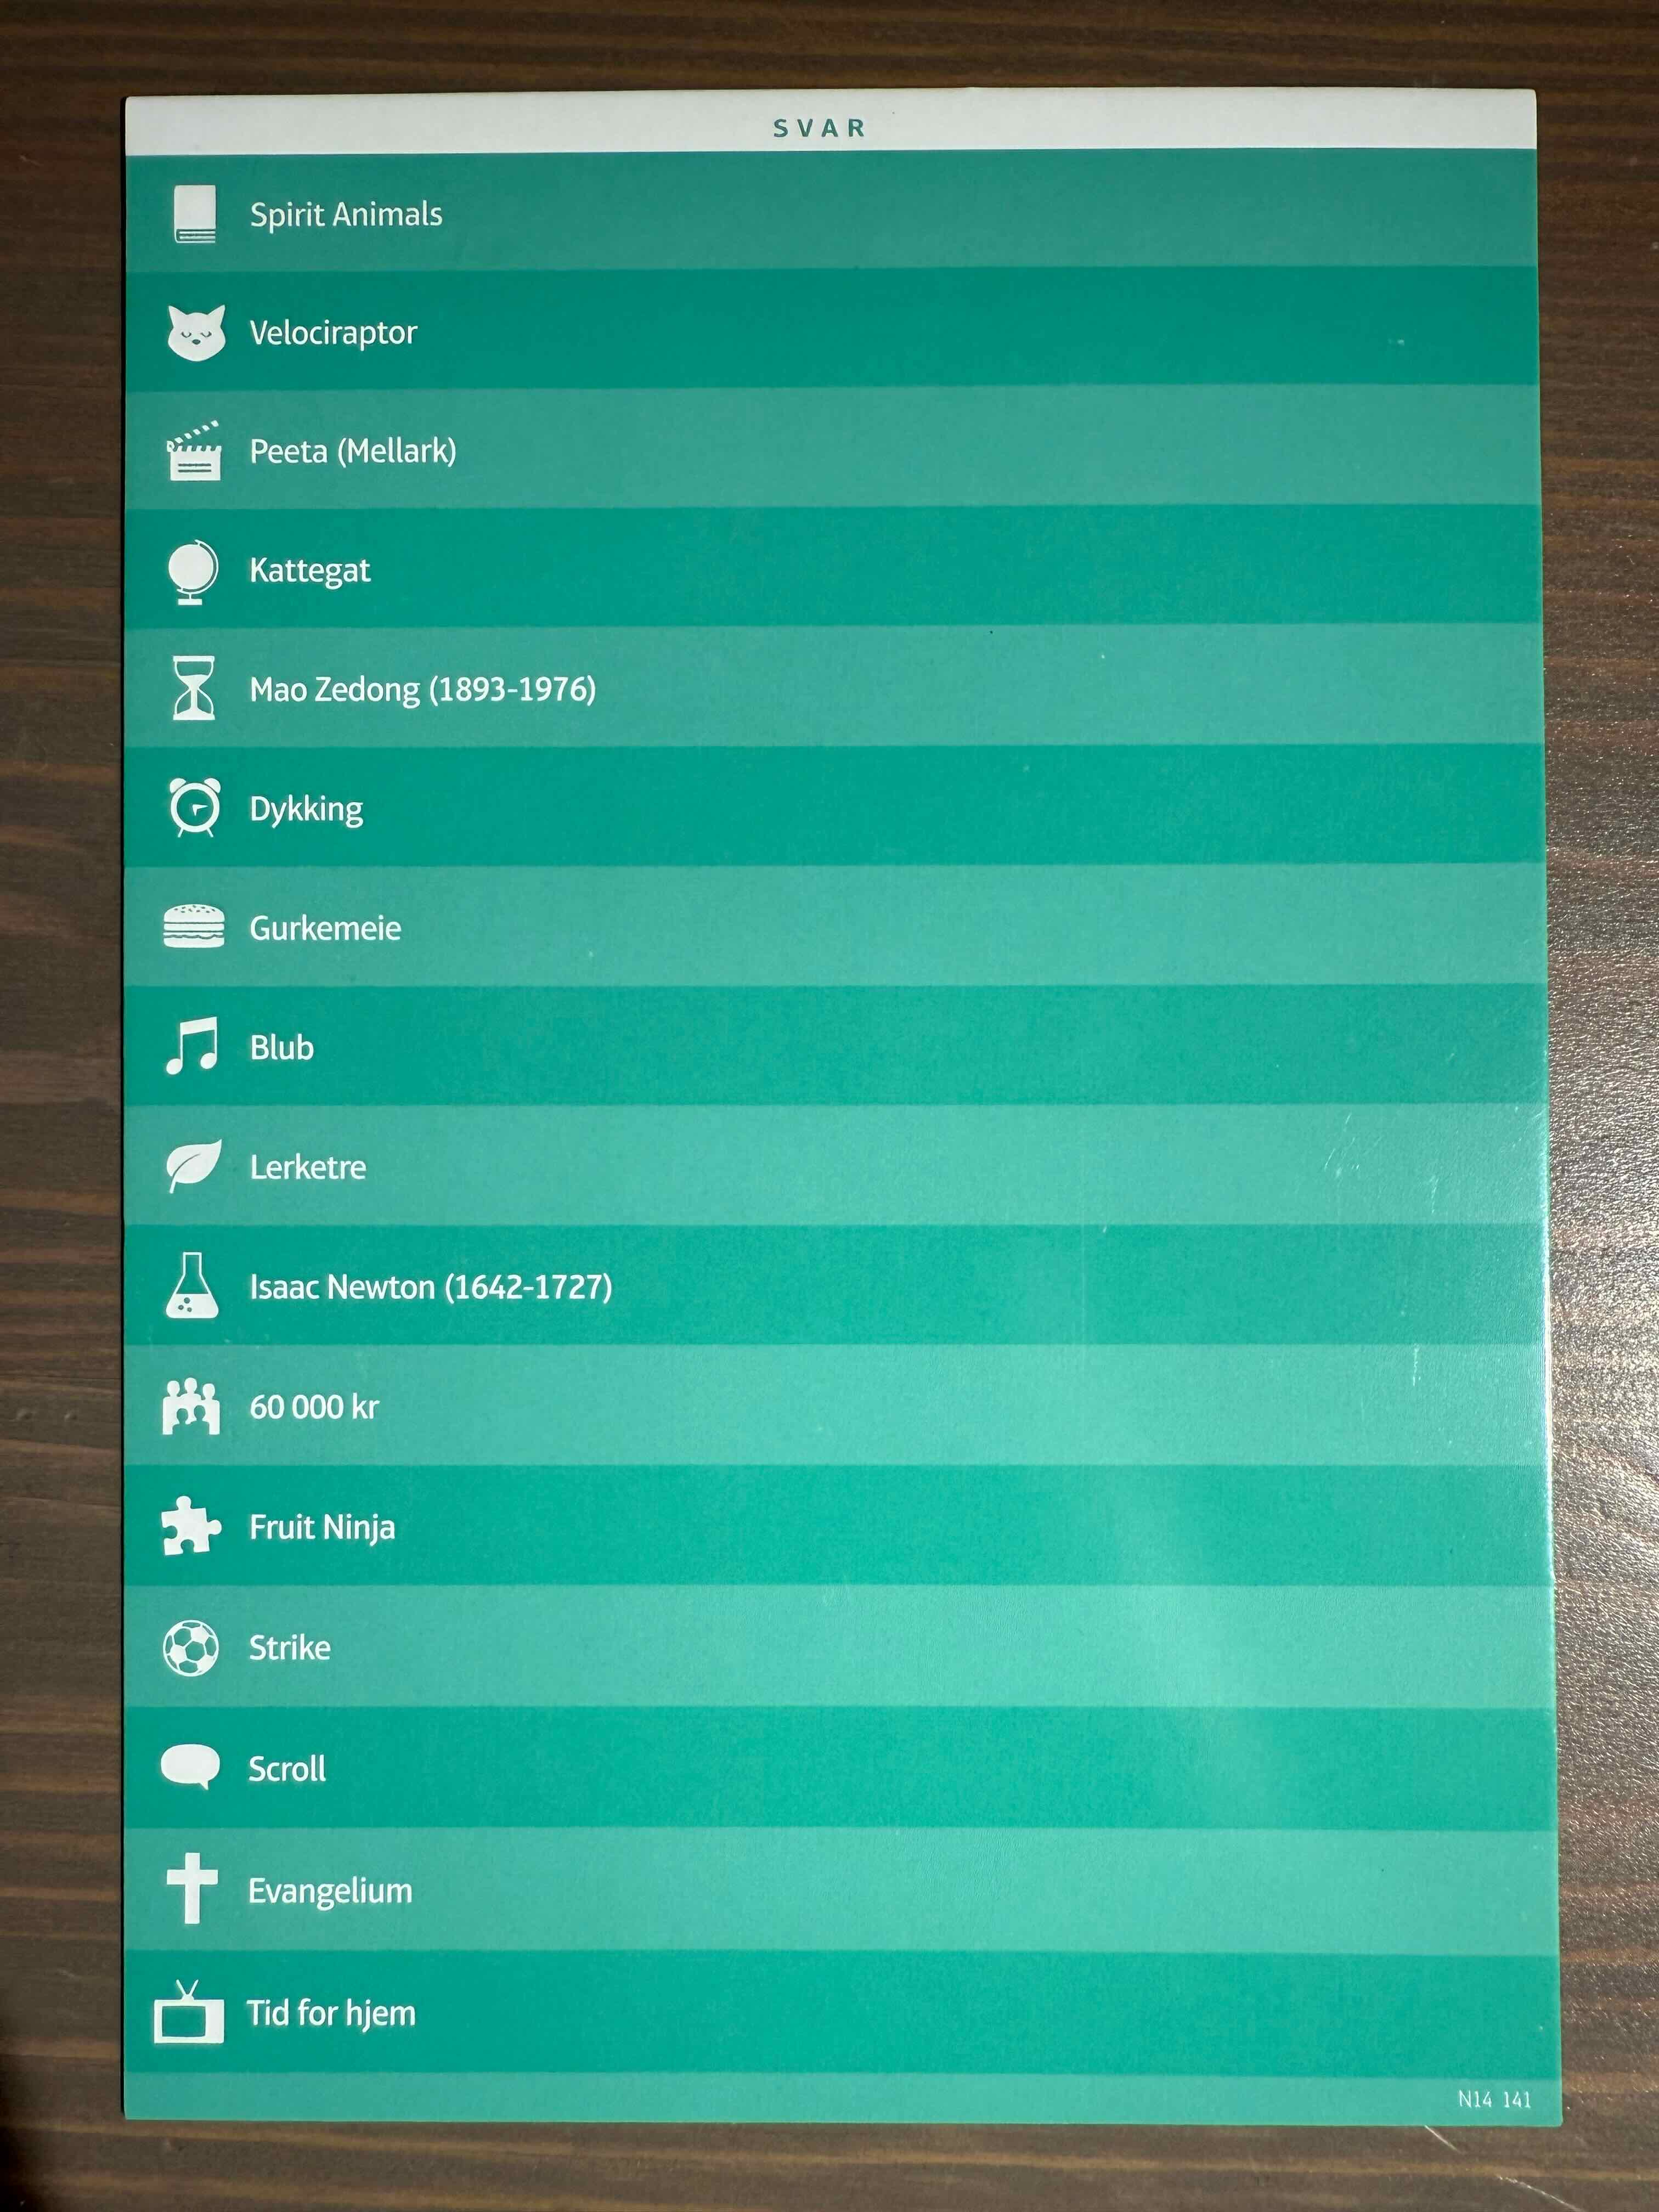 SVAR
Spirit Animals
Velociraptor
Peeta (Mellark)
Kattegat
Mao Zedong (1893-1976)
Dykking
Gurkemeie
Blub
Lerketre
Isaac Newton (1642-1727)
60 000 kr
Fruit Ninja
Strike
Scroll
Evangelium
Tid for hjem
N14 141